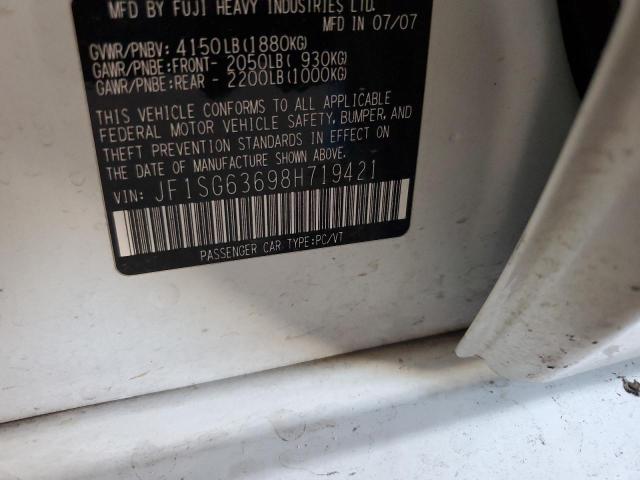 MFD BY FUJI HEAVY INDUSTRIES LTD.
MFD IN 07/07
GVWR/PNBV: 4150LB(1880KG)
GAWR/PNBE:FRONT- 2050LB( 930KG)
GAWR/PNBE:REAR - 2200LB(1000KG)
THIS VEHICLE CONFORMS TO ALL APPLICABLE
FEDERAL MOTOR VEHICLE SAFETY, BUMPER, AND
THEFT PREVENTION STANDARDS IN EFFECT ON
THE DATE OF MANUFACTURE SHOWN ABOVE.
VIN: JF1SG63698H719421
PASSENGER CAR TYPE:PC/VT